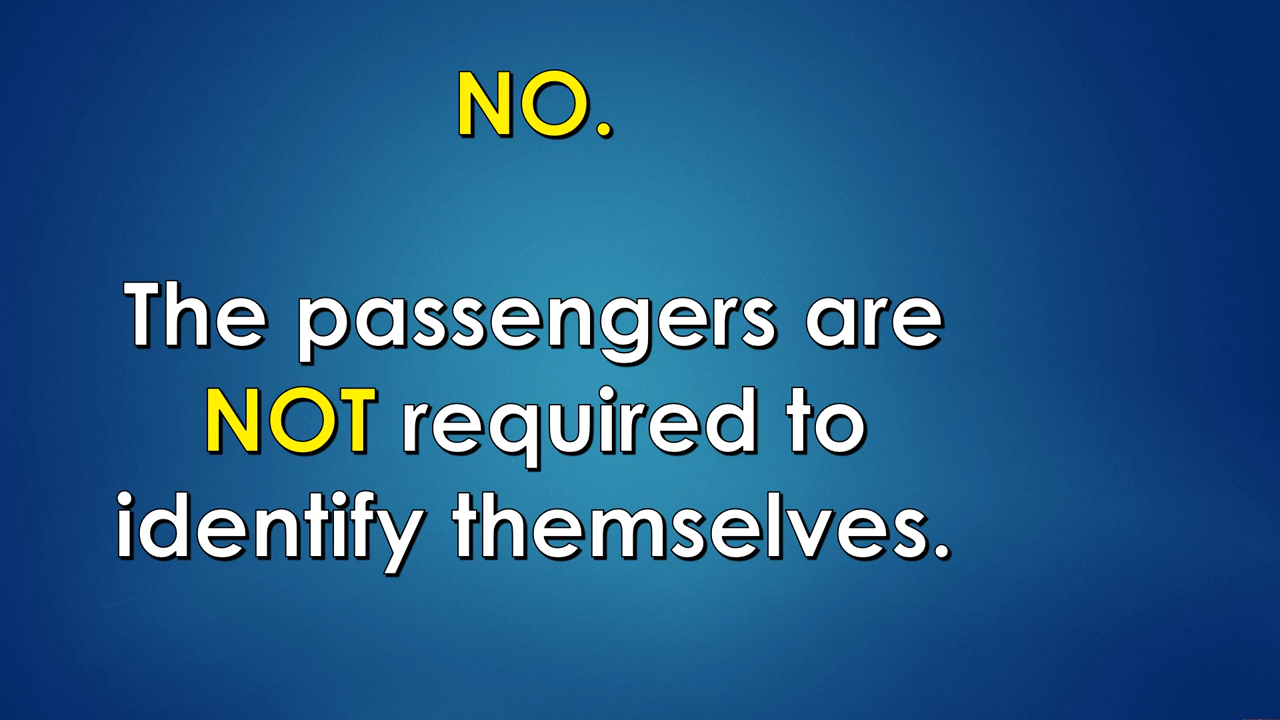 NO.
The passengers are
NOT required to
identify themselves.